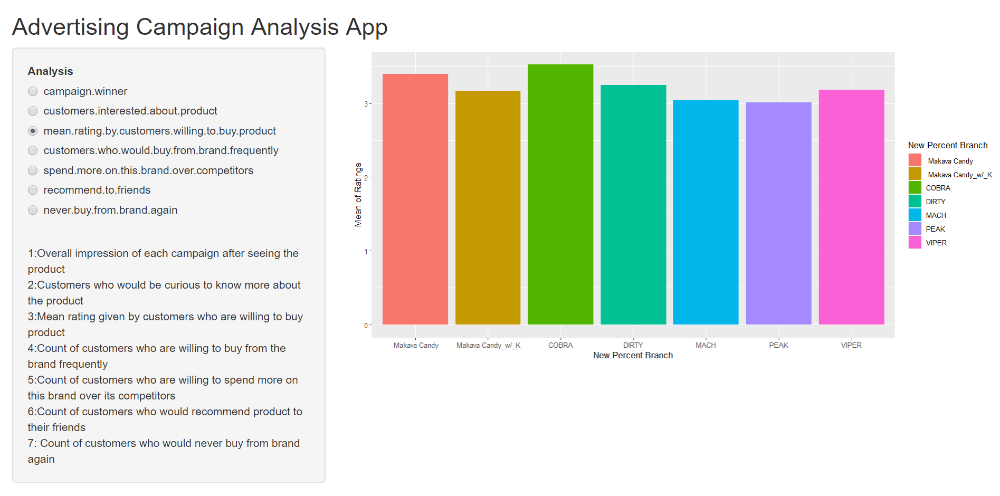 Advertising Campaign Analysis App
Analysis
campaign.winner
customers.interested.about.product
mean.rating.by.customers.willing.to.buy.product
customers.who.would.buy.from.brand.frequently
spend.more.on.this.brand.over.competitors
recommend.to.friends
never.buy.from.brand.again
1:Overall impression of each campaign after seeing the
product
2:Customers who would be curious to know more about
the product
3:Mean rating given by customers who are willing to buy
product
4:Count of customers who are willing to buy from the
brand frequently
5:Count of customers who are willing to spend more on
this brand over its competitors
6:Count of customers who would recommend product to
their friends
7: Count of customers who would never buy from brand
again
Mean.of.Ratings
3
2
1
0
Makava Candy Makava Candy_w/_K COBRA DIRTY MACH PEAK VIPER
New.Percent.Branch
New.Percent.Branch
Makava Candy
Makava Candy_w/_K
COBRA
DIRTY
MACH
PEAK
VIPER